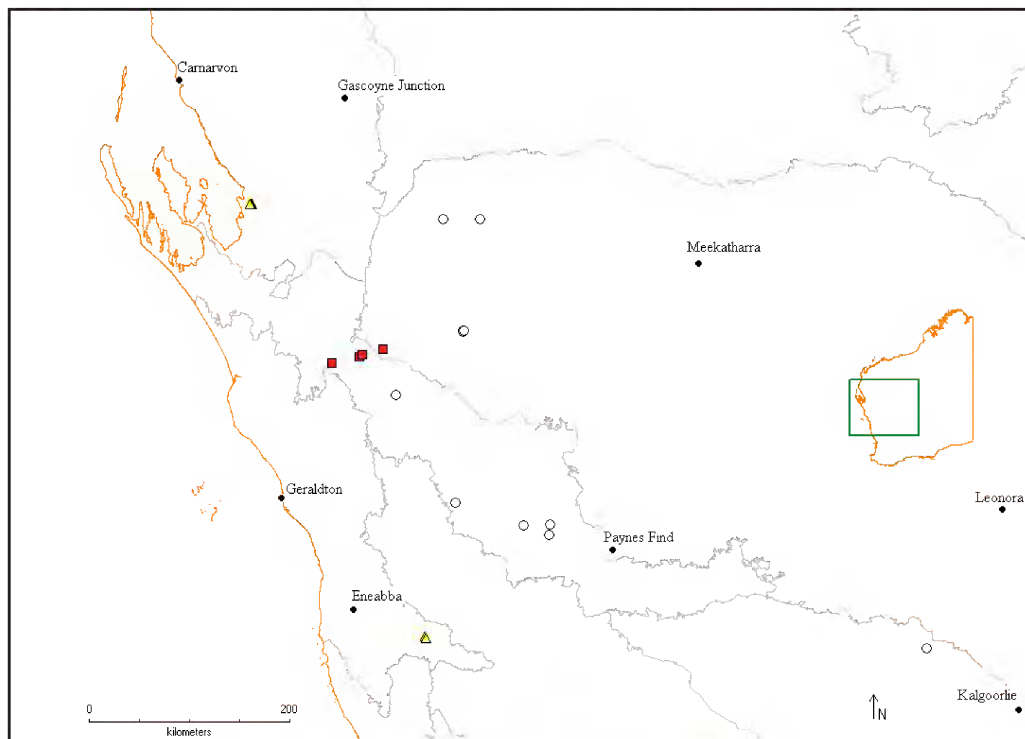 Carnarvon
Gascoyne Junction
Meekatharra
Geraldton
Leonora
Paynes Find
Eneabba
Kalgoorlie
0 200
kilometers
N